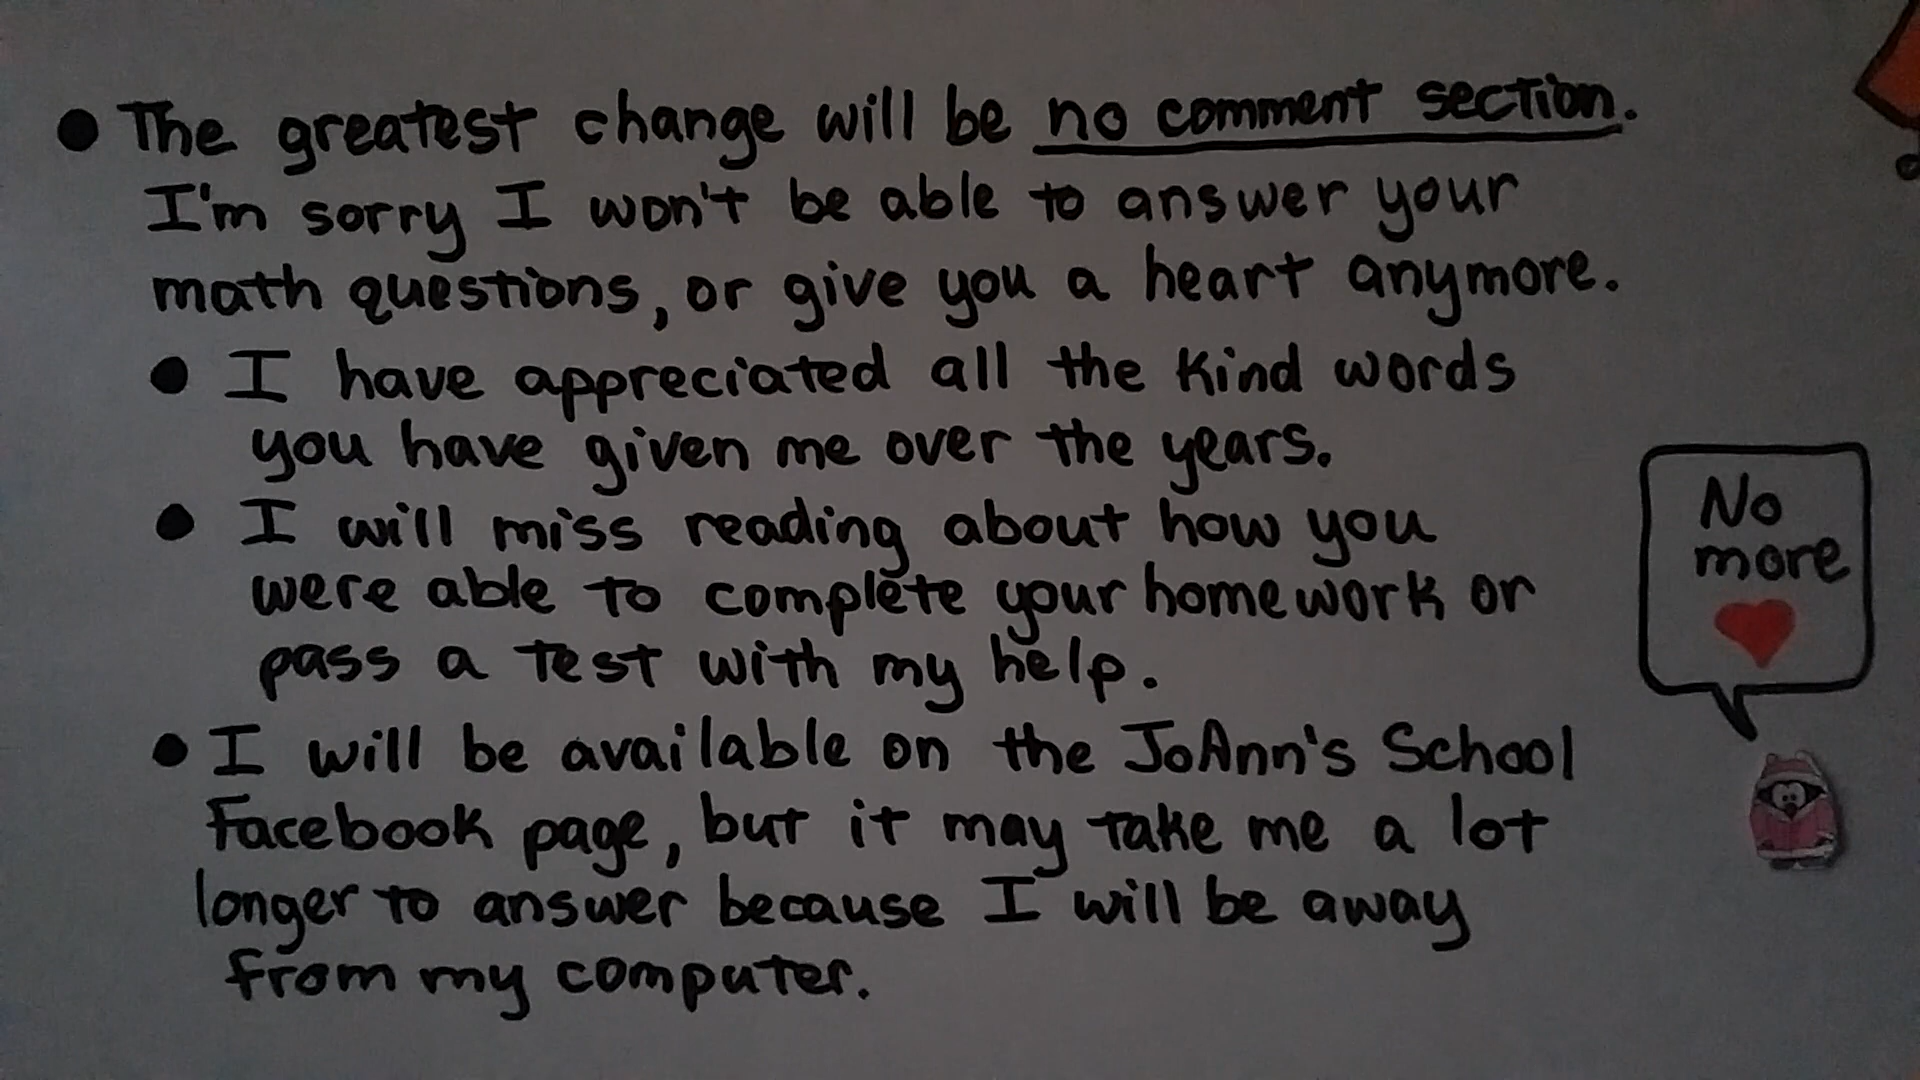 • The greatest change will be no comment section.
I'm sorry I won't be able to answer your
math questions, or give you a heart anymore.
• I have appreciated all the kind words
you have given me over the years.
• I will miss reading about how you
were able to complete your homework or
pass a test with my help.
• I will be available on the JoAnn's School
Facebook page, but it may take me a lot
longer to answer because I will be away
from my computer.
No
more